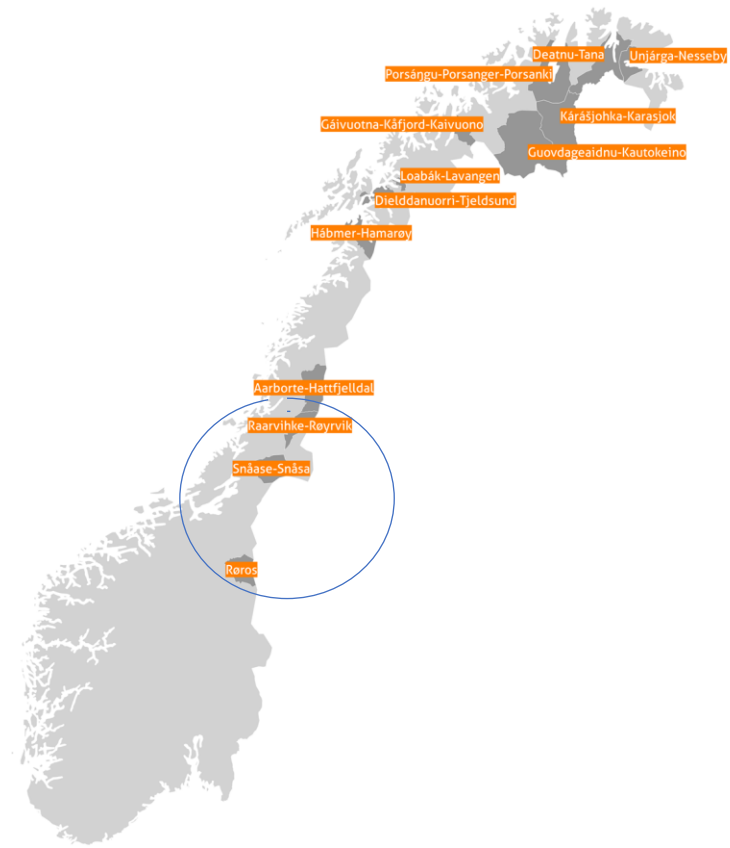 Deatnu-Tana
Unjárga-Nesseby
Porsáŋgu-Porsanger-Porsanki
Kárášjohka-Karasjok
Gáivuotna-Kåfjord-Kaivuono
Guovdageaidnu-Kautokeino
Loabák-Lavangen
Dielddanuorri-Tjeldsund
Hábmer-Hamarøy
Aarborte-Hattfjelldal
Raarvihke-Røyrvik
Snåase-Snåsa
Røros